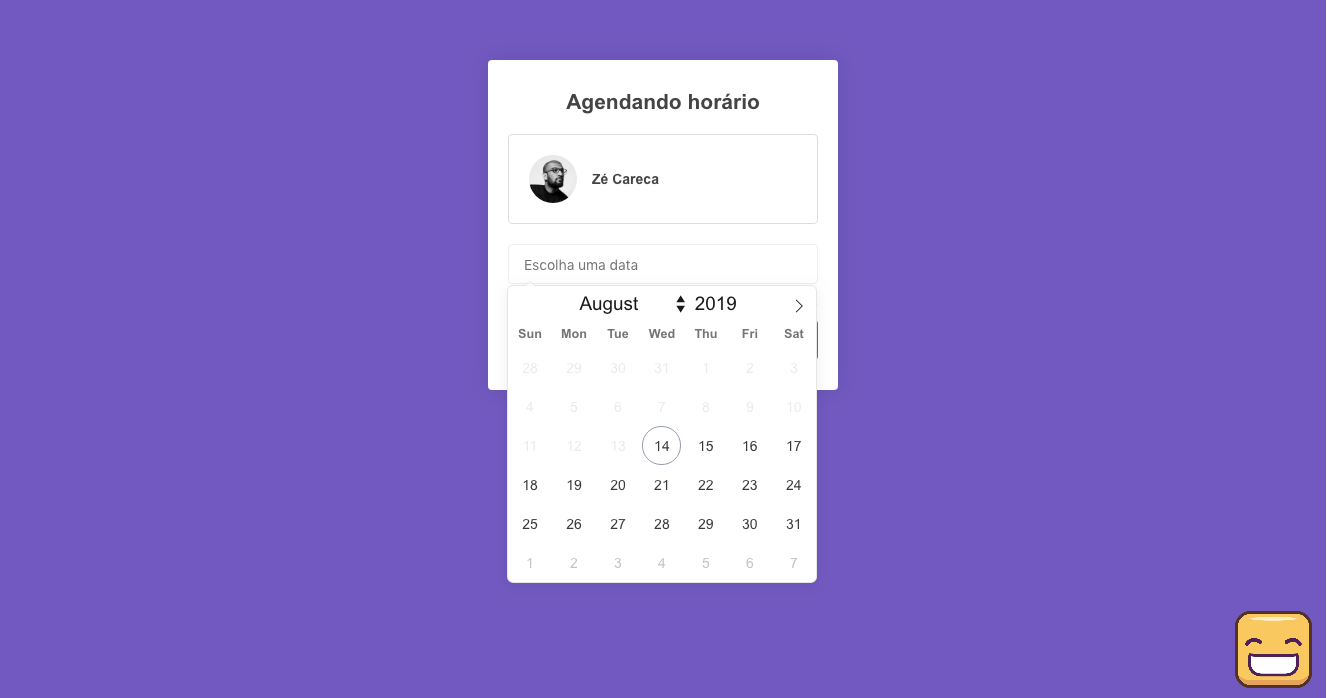 Agendando horário
Zé Careca
Escolha uma data
August 2019
Sun Mon Tue Wed Thu Fri Sat
28 29 30 31 1 2 3
4 5 6 7 8 9 10
11 12 13 14 15 16 17
18 19 20 21 22 23 24
25 26 27 28 29 30 31
1 2 3 4 5 6 7